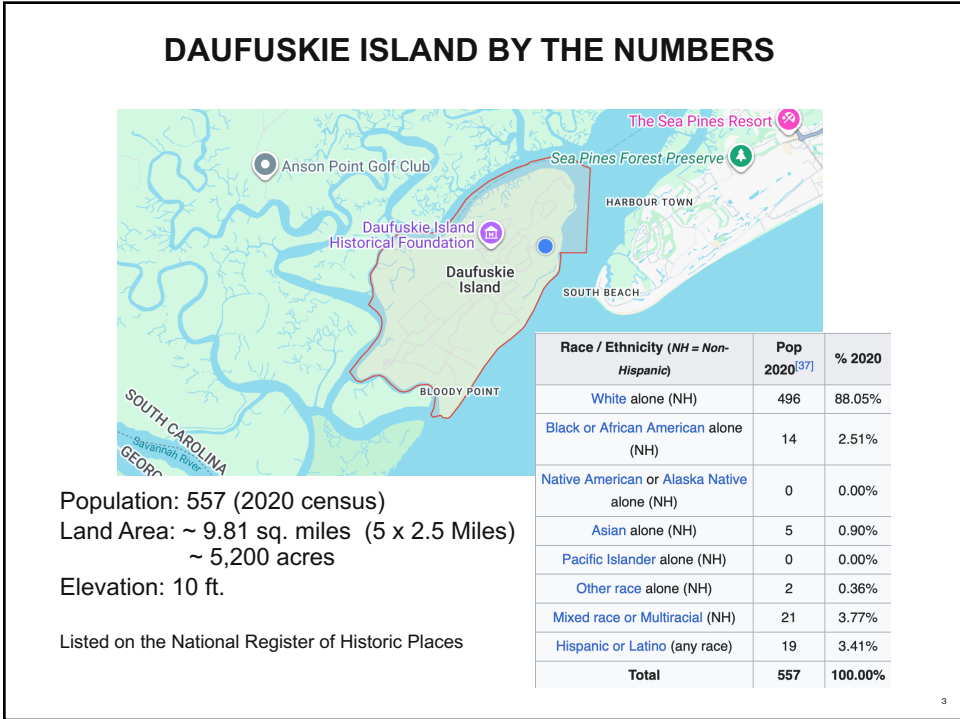 DAUFUSKIE ISLAND BY THE NUMBERS
The Sea Pines Resort
Anson Point Golf Club
Sea Pines Forest Preserve
HARBOUR TOWN
Daufuskie Island
Historical Foundation
Daufuskie
Island
SOUTH BEACH
BLOODY POINT
SOUTH CAROLINA
Savannah River
GEORG
Race / Ethnicity (NH = Non-
Hispanic)
Pop
2020[37]
% 2020
White alone (NH) 496 88.05%
Black or African American alone
(NH) 14 2.51%
Native American or Alaska Native
alone (NH) 0 0.00%
Asian alone (NH) 5 0.90%
Pacific Islander alone (NH) 0 0.00%
Other race alone (NH) 2 0.36%
Mixed race or Multiracial (NH) 21 3.77%
Hispanic or Latino (any race) 19 3.41%
Total 557 100.00%
Population: 557 (2020 census)
Land Area: ~ 9.81 sq. miles (5 x 2.5 Miles)
~ 5,200 acres
Elevation: 10 ft.
Listed on the National Register of Historic Places
3